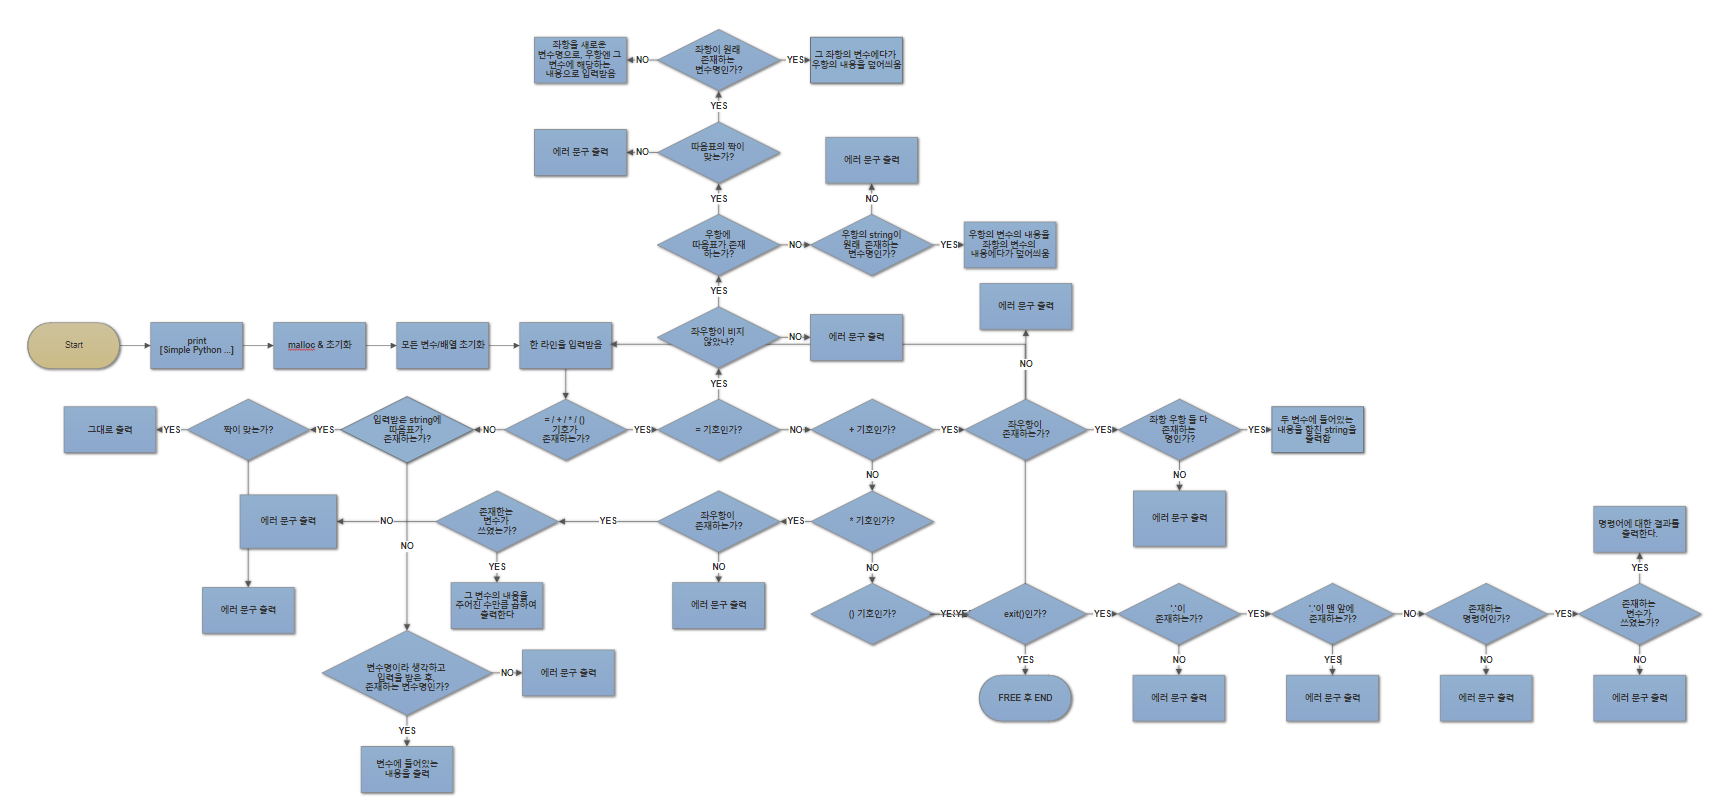 좌항을 새로운
변수명으로, 우항엔 그
변수에 해당하는
내용으로 입력받음
NO
좌항이 원래
존재하는
변수명인가?
YES
그 좌항의 변수에다가
우항의 내용을 덮어씌움
YES
에러 문구 출력
NO
따옴표의 짝이
맞는가?
에러 문구 출력
YES
NO
우항에
따옴표가 존재
하는가?
NO
우항의 string이
원래 존재하는
변수명인가?
YES
우항의 변수의 내용을
좌항의 변수의
내용에다가 덮어씌움
YES
에러 문구 출력
Start
print
[Simple Python ...]
malloc & 초기화
모든 변수/배열 초기화
한 라인을 입력받음
좌우항이 비지
않았나?
NO
에러 문구 출력
NO
YES
그대로 출력
YES
짝이 맞는가?
YES
입력받은 string에
따옴표가
존재하는가?
NO
= / + / * / ()
기호가
존재하는가?
YES
= 기호인가?
NO
+ 기호인가?
YES
좌우항이
존재하는가?
YES
좌항 우항 둘 다
존재하는
명인가?
YES
두 변수에 들어있는
내용을 합친 string을
출력함
NO
NO
에러 문구 출력
NO
존재한는
변수가
쓰였는가?
YES
좌우항이
존재하는가?
YES
* 기호인가?
에러 문구 출력
명령어에 대한 결과를
출력한다.
NO
YES
NO
NO
YES
에러 문구 출력
그 변수의 내용을
주어진 수만큼 곱하여
출력한다
에러 문구 출력
() 기호인가?
YES
YES
exit()인가?
YES
'.'이
존재하는가?
YES
'.'이 맨 앞에
존재하는가?
NO
존재하는
명령어인가?
YES
존재하는
변수가
쓰였는가?
YES
NO
YES
NO
NO
변수명이라 생각하고
입력을 받은 후,
존재하는 변수명인가?
NO
에러 문구 출력
FREE 후 END
에러 문구 출력
에러 문구 출력
에러 문구 출력
에러 문구 출력
YES
변수에 들어있는
내용을 출력